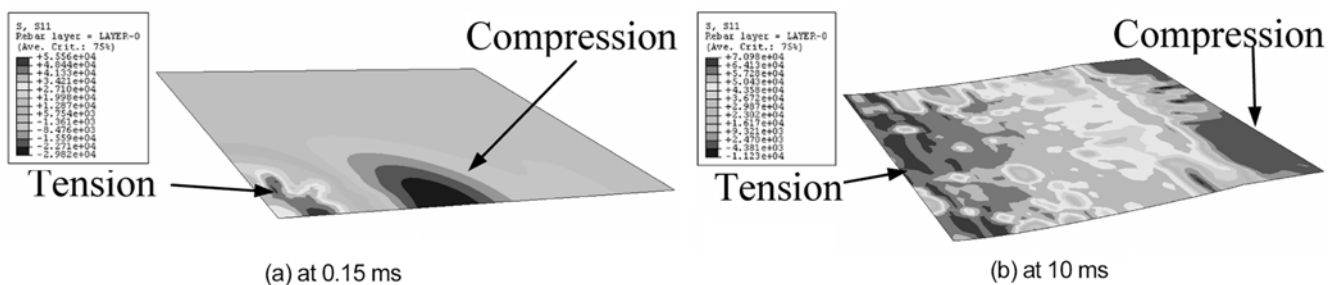 S, S11
Rebar layer = LAYER-0
(Ave. Crit.: 75%)
+5.556e+04
+4.844e+04
+4.133e+04
+3.421e+04
+2.710e+04
+1.998e+04
+1.287e+04
+5.754e+03
-1.361e+03
-8.476e+03
-1.559e+04
-2.271e+04
-2.982e+04
Compression
Tension
(a) at 0.15 ms
S, S11
Rebar layer = LAYER-0
(Ave. Crit.: 75%)
+7.098e+04
+6.413e+04
+5.728e+04
+5.043e+04
+4.358e+04
+3.672e+04
+2.987e+04
+2.302e+04
+1.617e+04
+9.321e+03
+2.470e+03
-4.381e+03
-1.123e+04
Compression
Tension
(b) at 10 ms